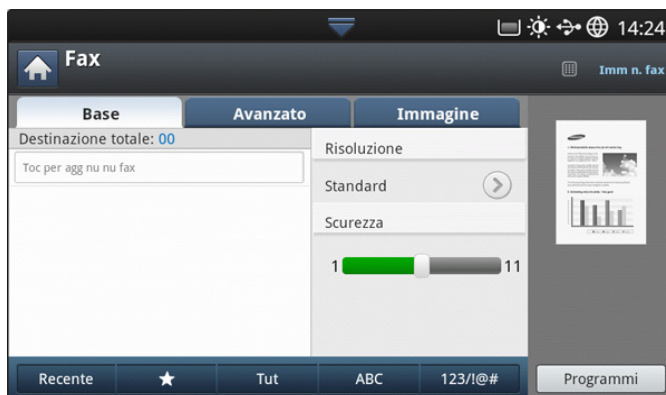 14:24
Fax
Imm n. fax
Base
Avanzato
Immagine
Destinazione totale: 00
Toc per agg nu nu fax
Risoluzione
Standard
Scurezza
1
11
Recente
★
Tut
ABC
123/!@#
Programmi